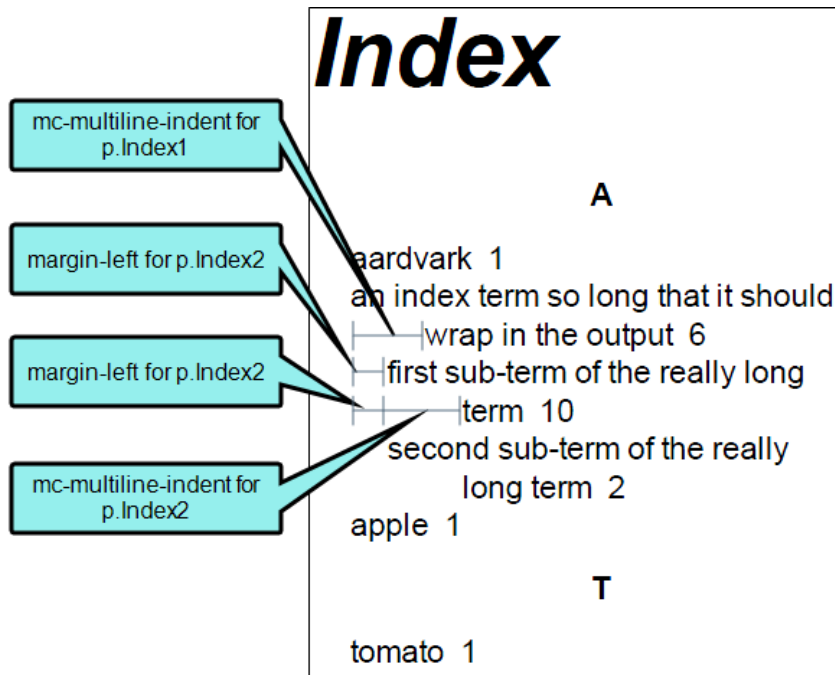 Index
mc-multiline-indent for
p.Index1
margin-left for p.Index2
margin-left for p.Index2
mc-multiline-indent for
p.Index2
A
aardvark 1
an index term so long that it should
wrap in the output 6
first sub-term of the really long
term 10
second sub-term of the really
long term 2
apple 1
T
tomato 1